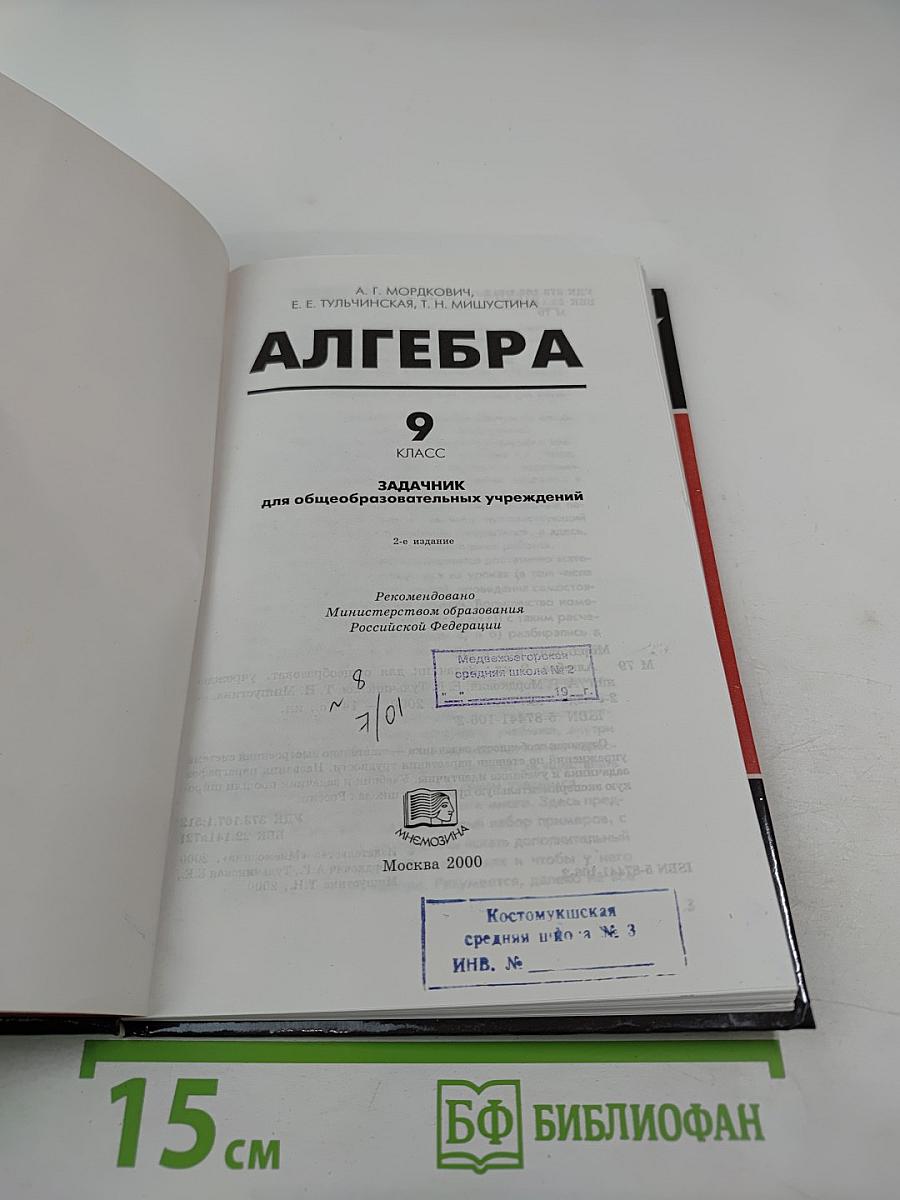 А. Г. МОРДКОВИЧ,
Е. Е. ТУЛЬЧИНСКАЯ, Т. Н. МИШУСТИНА
АЛГЕБРА
9
КЛАСС
ЗАДАЧНИК
для общеобразовательных учреждений
2-е издание
Рекомендовано
Министерством образования
Российской Федерации
Медвежьегорская
средняя школа № 2
" " 19 г.
8
МНЕМОЗИНА
Москва 2000
Костомукшская
средняя школа № 3
ИНВ. №
15 см
БФ БИБЛИОФАН